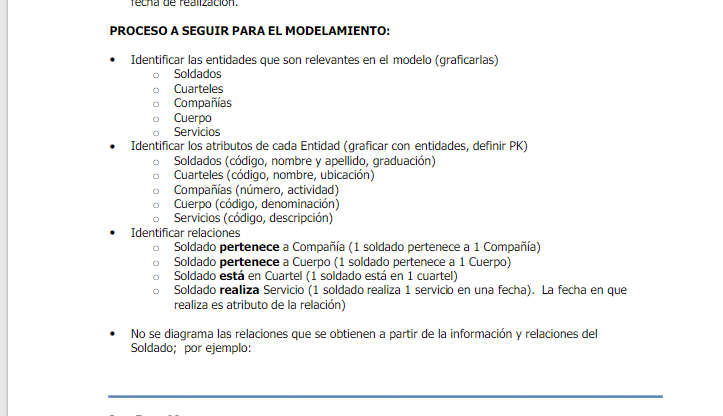 fecha de realización.
PROCESO A SEGUIR PARA EL MODELAMIENTO:
• Identificar las entidades que son relevantes en el modelo (graficarlas)
o Soldados
o Cuarteles
o Compañías
o Cuerpo
o Servicios
• Identificar los atributos de cada Entidad (graficar con entidades, definir PK)
o Soldados (código, nombre y apellido, graduación)
o Cuarteles (código, nombre, ubicación)
o Compañías (número, actividad)
o Cuerpo (código, denominación)
o Servicios (código, descripción)
• Identificar relaciones
o Soldado pertenece a Compañía (1 soldado pertenece a 1 Compañía)
o Soldado pertenece a Cuerpo (1 soldado pertenece a 1 Cuerpo)
o Soldado está en Cuartel (1 soldado está en 1 cuartel)
o Soldado realiza Servicio (1 soldado realiza 1 servicio en una fecha). La fecha en que
realiza es atributo de la relación)
• No se diagrama las relaciones que se obtienen a partir de la información y relaciones del
Soldado; por ejemplo: